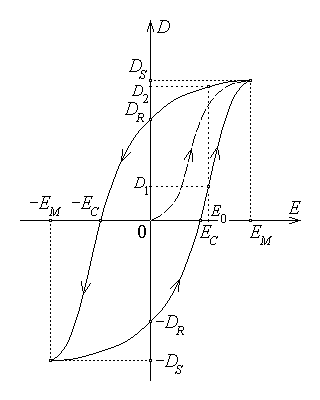 D
D_S
D_2
D_R
D_1
−E_M −E_C E_0 E
0 E_C E_M
−D_R
−D_S